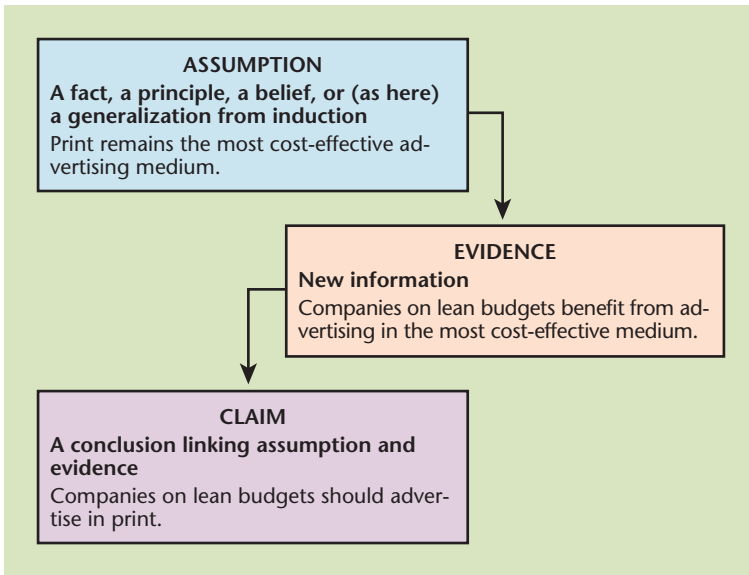 ASSUMPTION
A fact, a principle, a belief, or (as here)
a generalization from induction
Print remains the most cost-effective ad-
vertising medium.
EVIDENCE
New information
Companies on lean budgets benefit from ad-
vertising in the most cost-effective medium.
CLAIM
A conclusion linking assumption and
evidence
Companies on lean budgets should adver-
tise in print.